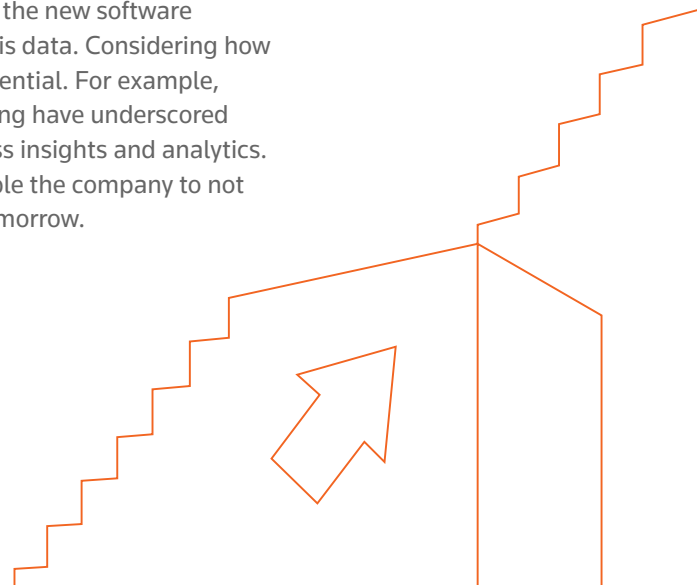 the new software
is data. Considering how
ential. For example,
ng have underscored
ss insights and analytics.
ble the company to not
morrow.